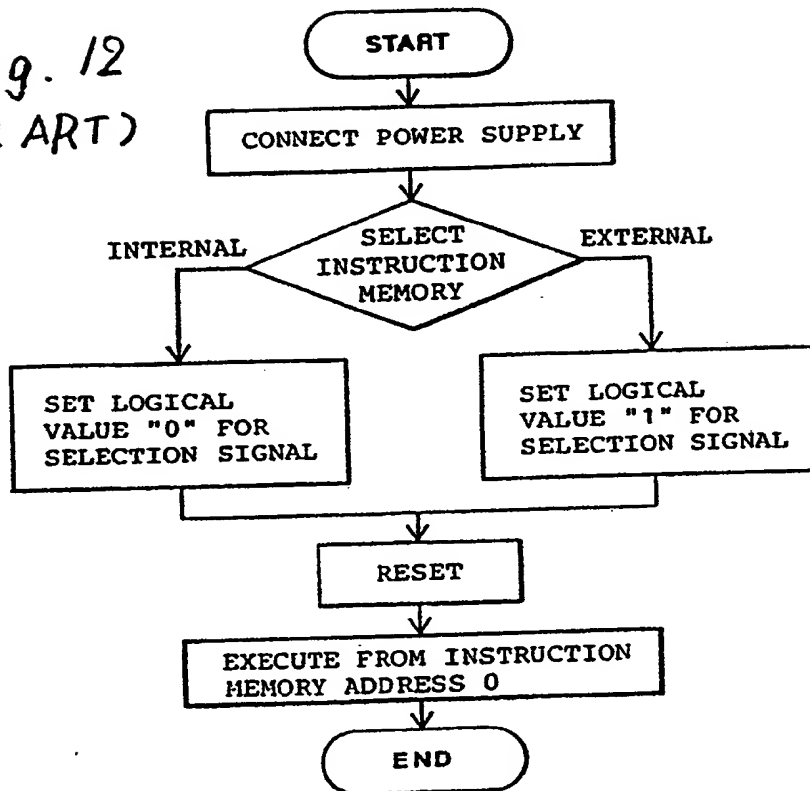 g. 12
ART)
START
CONNECT POWER SUPPLY
SELECT
INSTRUCTION
MEMORY
INTERNAL
EXTERNAL
SET LOGICAL
VALUE "0" FOR
SELECTION SIGNAL
SET LOGICAL
VALUE "1" FOR
SELECTION SIGNAL
RESET
EXECUTE FROM INSTRUCTION
MEMORY ADDRESS 0
END